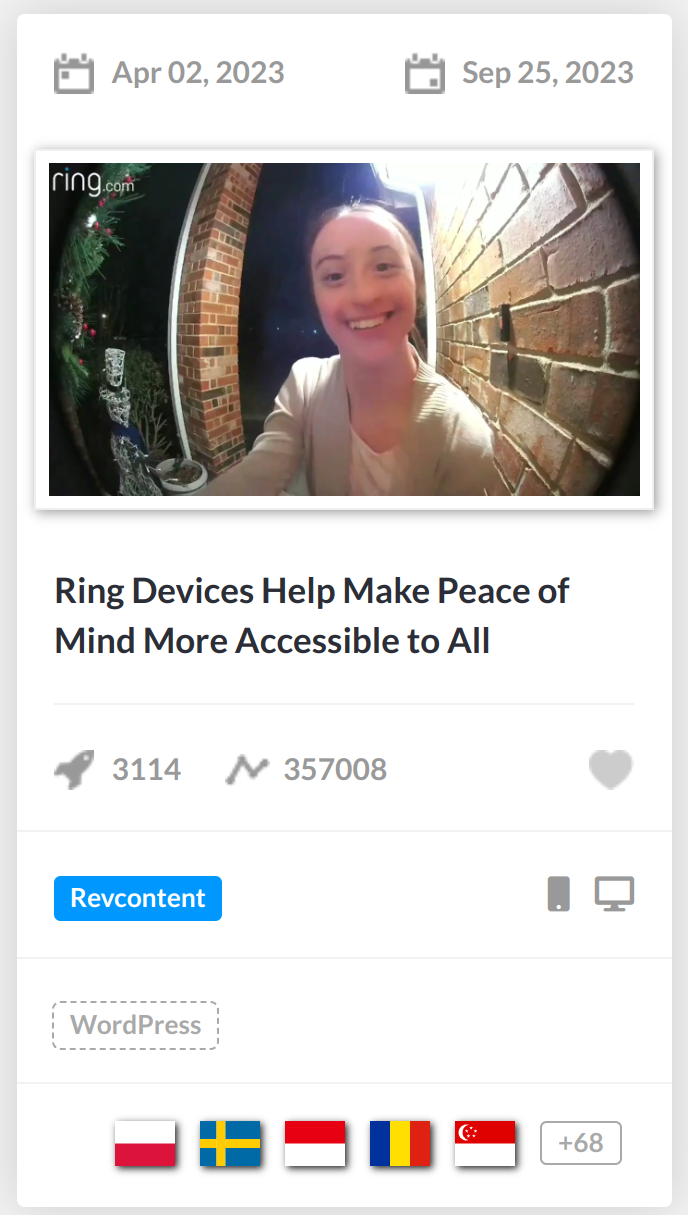 Apr 02, 2023
Sep 25, 2023
ring.com
Ring Devices Help Make Peace of
Mind More Accessible to All
3114
357008
Revcontent
WordPress
+68